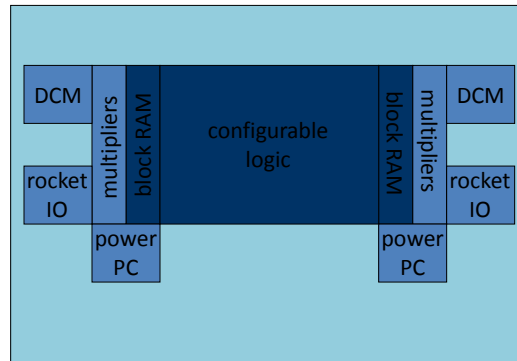 DCM
multipliers
block RAM
configurable
logic
block RAM
multipliers
DCM
rocket
IO
rocket
IO
power
PC
power
PC